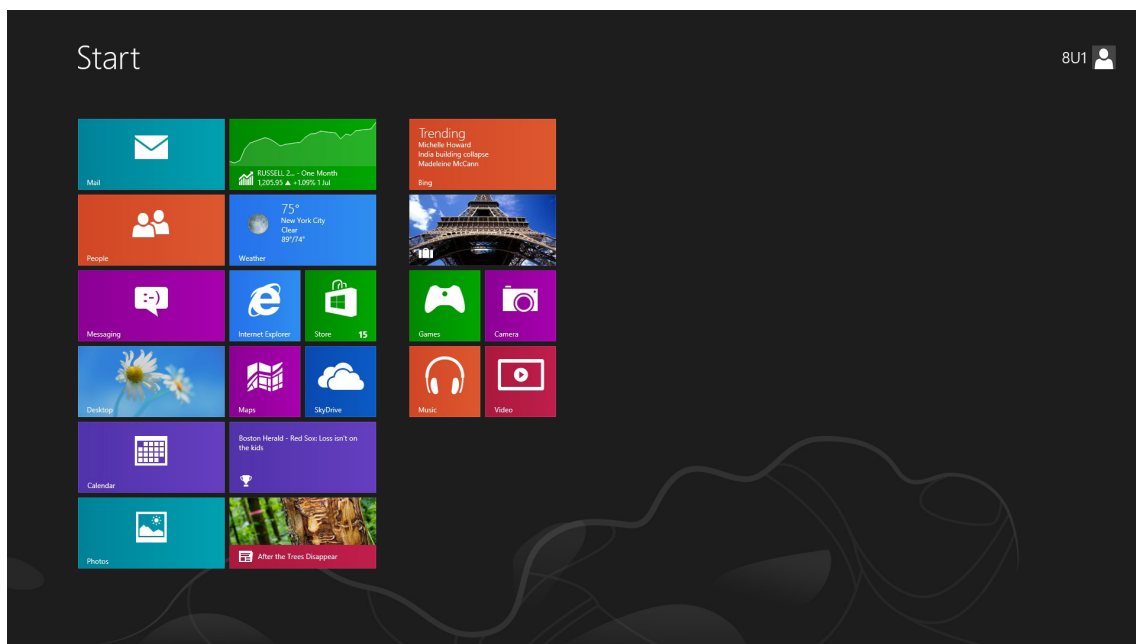 Start
8U1
Mail
RUSSELL 2... - One Month
1,205.95 ▲ +1.09% 1 Jul
People
75°
New York City
Clear
89°/74°
Weather
:-)
Messaging
Internet Explorer
Store
15
Desktop
Maps
SkyDrive
Calendar
Boston Herald - Red Sox: Loss isn't on
the kids
Photos
After the Trees Disappear
Trending
Michelle Howard
India building collapse
Madeleine McCann
Bing
Games
Camera
Music
Video